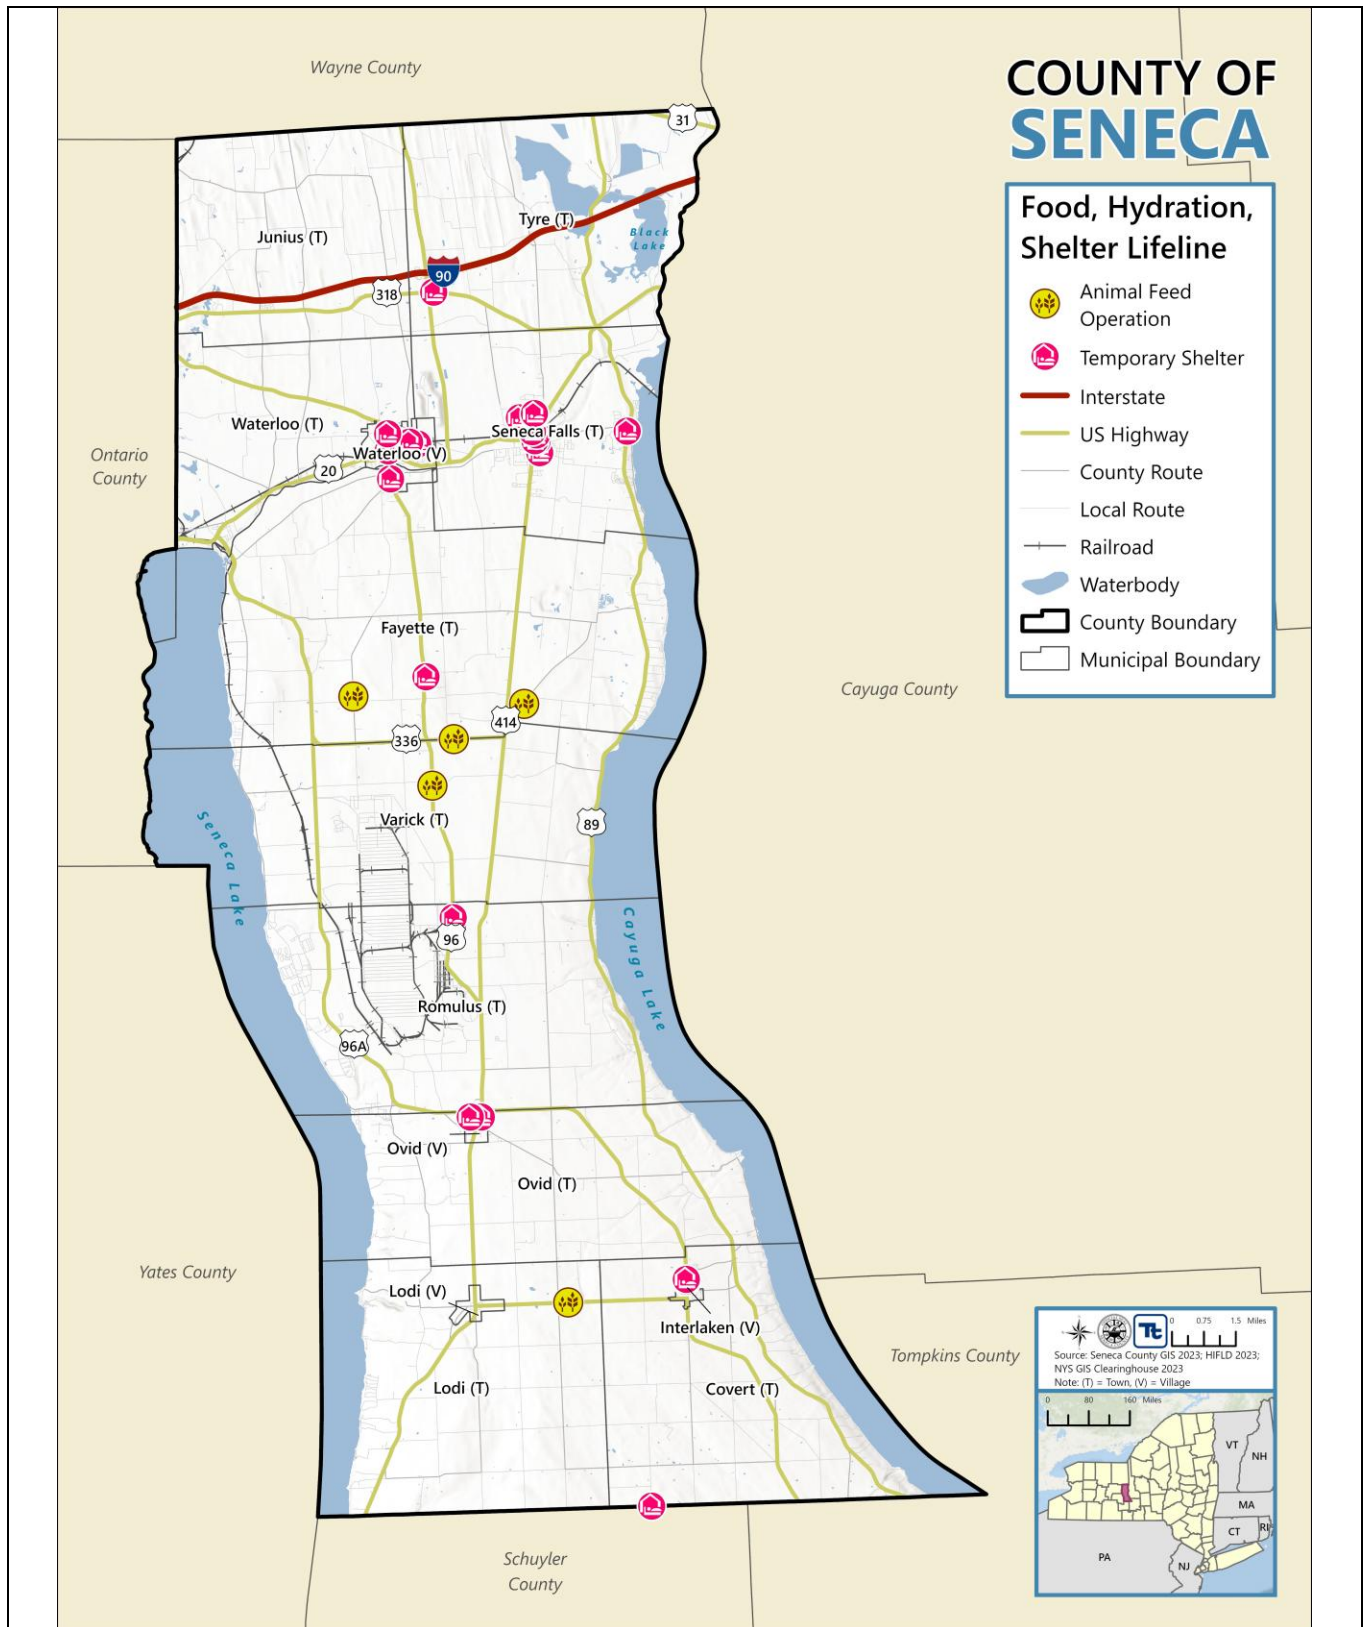 Wayne County
COUNTY OF
SENECA
31
Food, Hydration,
Shelter Lifeline
Animal Feed
Operation
Temporary Shelter
Interstate
US Highway
County Route
Local Route
Railroad
Waterbody
County Boundary
Municipal Boundary
Tyre (T)
Junius (T)
Black
Lake
90
318
Waterloo (T)
Seneca Falls (T)
Waterloo (V)
20
Ontario
County
Fayette (T)
Cayuga County
414
336
Varick (T)
89
Seneca Lake
Cayuga Lake
96
Romulus (T)
96A
Ovid (V)
Ovid (T)
Yates County
Lodi (V)
Interlaken (V)
Tompkins County
Lodi (T)
Covert (T)
Schuyler
County
Tt
0 0.75 1.5 Miles
Source: Seneca County GIS 2023; HIFLD 2023;
NYS GIS Clearinghouse 2023
Note: (T) = Town, (V) = Village
0 80 160 Miles
VT
NH
MA
CT
RI
PA
NJ